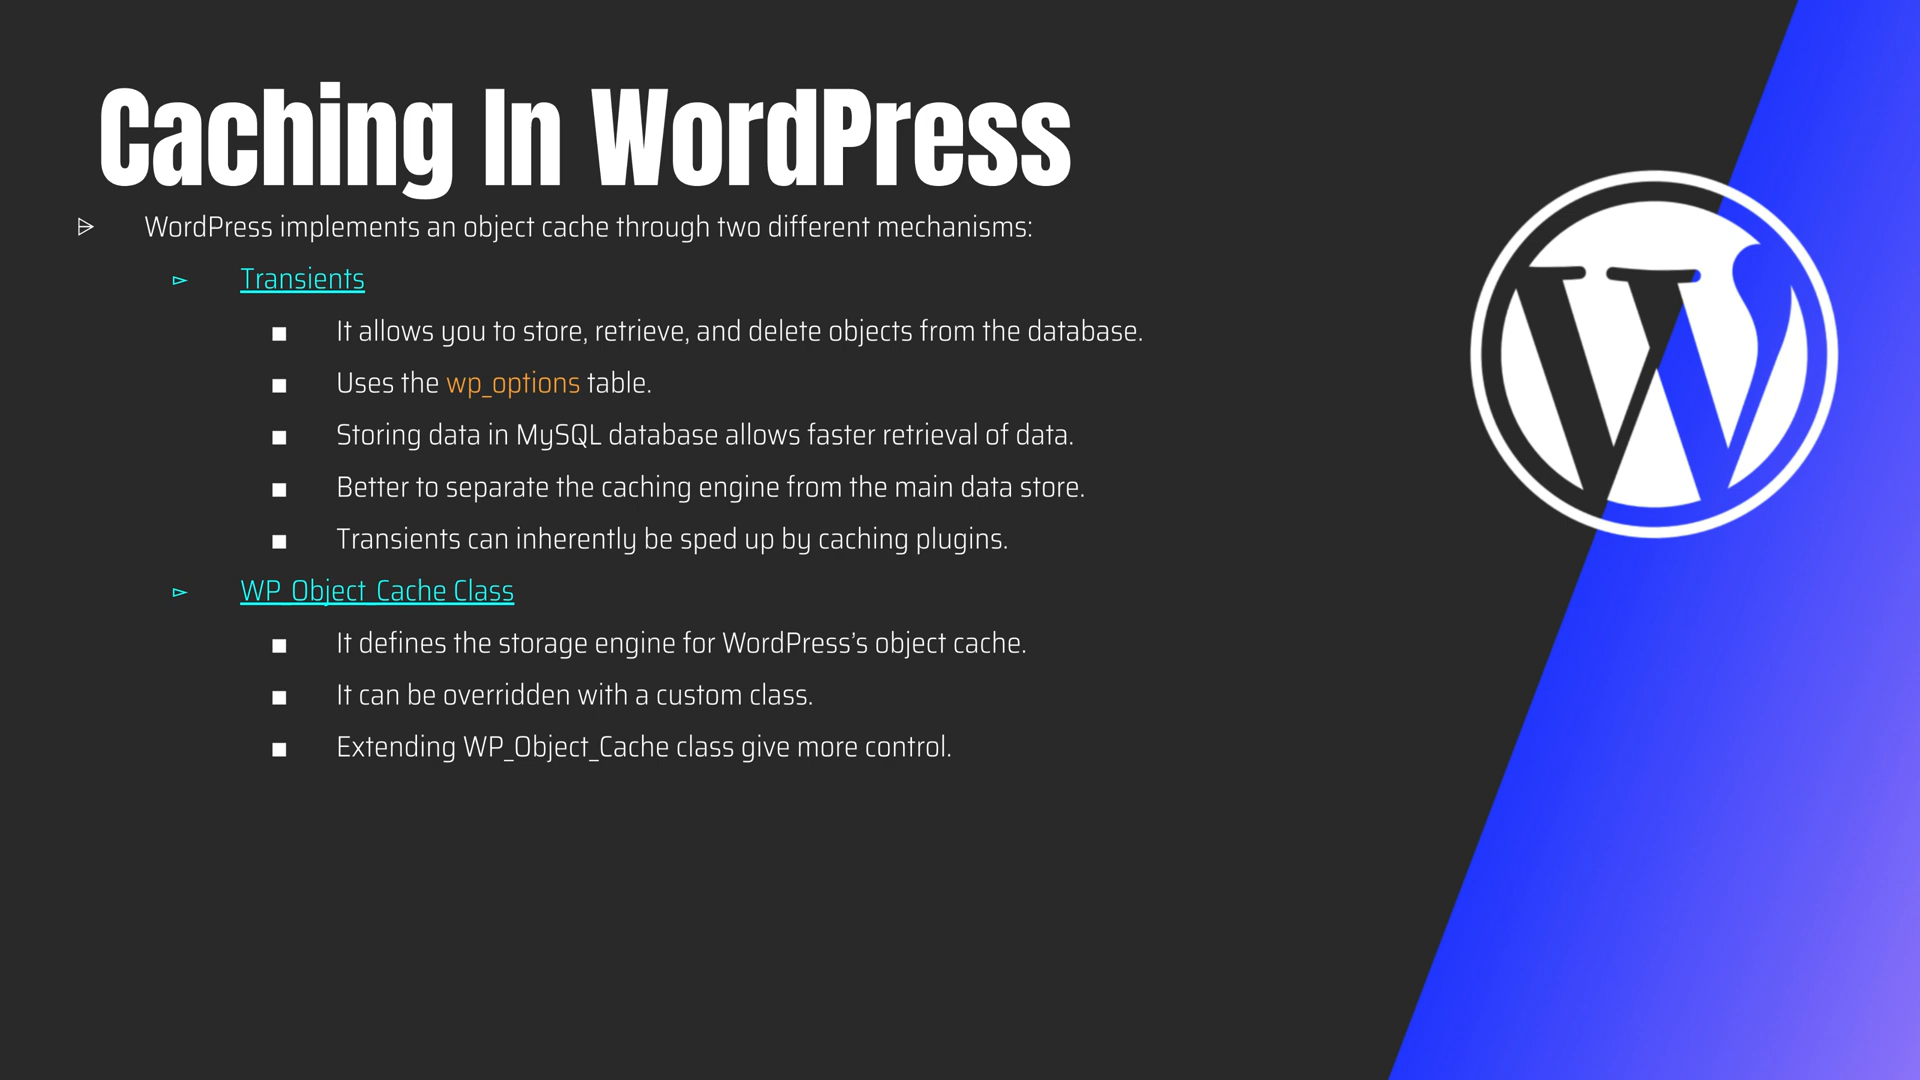 Caching In WordPress
WordPress implements an object cache through two different mechanisms:
Transients
It allows you to store, retrieve, and delete objects from the database.
Uses the wp_options table.
Storing data in MySQL database allows faster retrieval of data.
Better to separate the caching engine from the main data store.
Transients can inherently be sped up by caching plugins.
WP_Object_Cache Class
It defines the storage engine for WordPress’s object cache.
It can be overridden with a custom class.
Extending WP_Object_Cache class give more control.